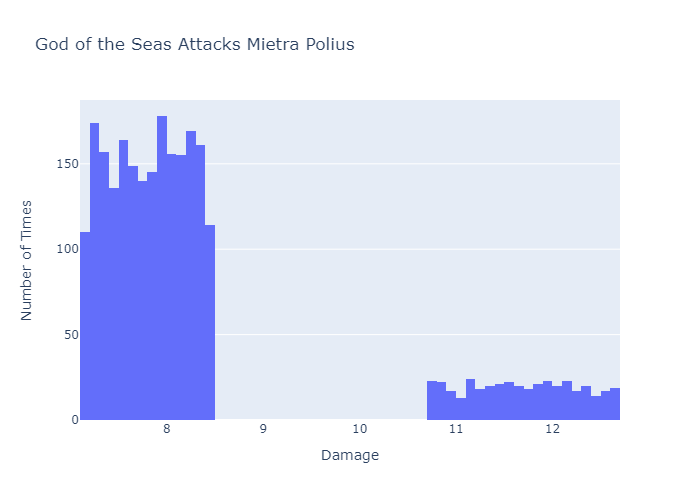 God of the Seas Attacks Mietra Polius
150
100
50
0
8 9 10 11 12
Number of Times
Damage